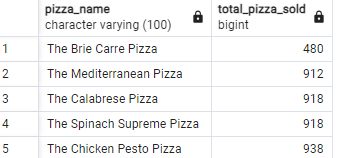 pizza_name total_pizza_sold
character varying (100) bigint
1 The Brie Carre Pizza 480
2 The Mediterranean Pizza 912
3 The Calabrese Pizza 918
4 The Spinach Supreme Pizza 918
5 The Chicken Pesto Pizza 938